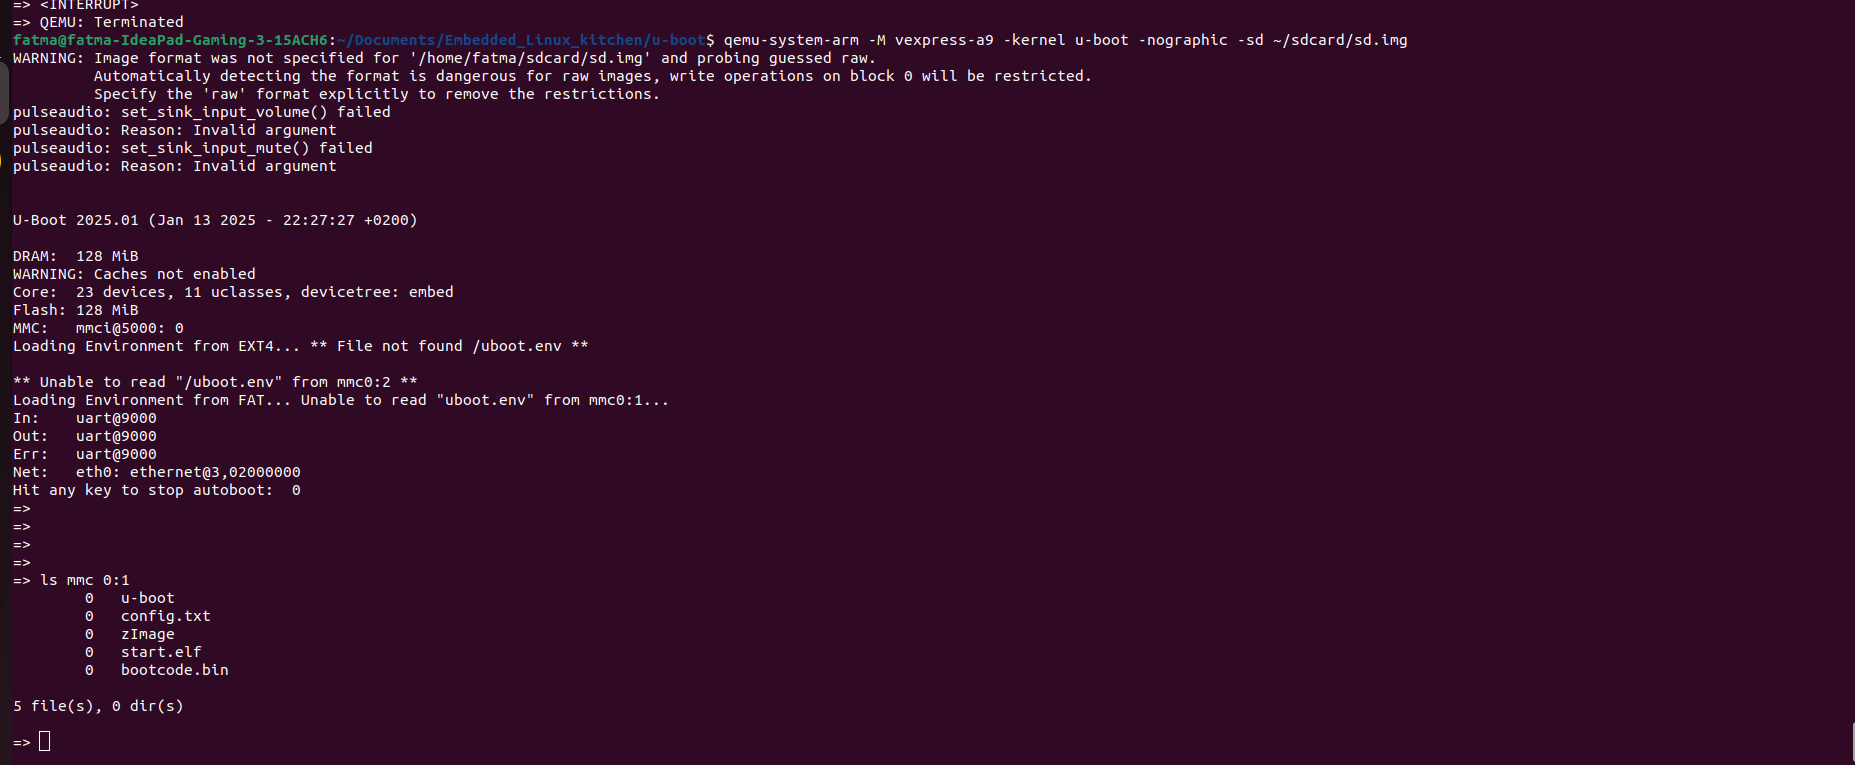 => <INTERRUPT>
=> QEMU: Terminated
fatma@fatma-IdeaPad-Gaming-3-15ACH6:~/Documents/Embedded_Linux_kitchen/u-boot$ qemu-system-arm -M vexpress-a9 -kernel u-boot -nographic -sd ~/sdcard/sd.img
WARNING: Image format was not specified for '/home/fatma/sdcard/sd.img' and probing guessed raw.
         Automatically detecting the format is dangerous for raw images, write operations on block 0 will be restricted.
         Specify the 'raw' format explicitly to remove the restrictions.
pulseaudio: set_sink_input_volume() failed
pulseaudio: Reason: Invalid argument
pulseaudio: set_sink_input_mute() failed
pulseaudio: Reason: Invalid argument
U-Boot 2025.01 (Jan 13 2025 - 22:27:27 +0200)
DRAM:  128 MiB
WARNING: Caches not enabled
Core:  23 devices, 11 uclasses, devicetree: embed
Flash: 128 MiB
MMC:   mmci@5000: 0
Loading Environment from EXT4... ** File not found /uboot.env **
** Unable to read "/uboot.env" from mmc0:2 **
Loading Environment from FAT... Unable to read "uboot.env" from mmc0:1...
In:    uart@9000
Out:   uart@9000
Err:   uart@9000
Net:   eth0: ethernet@3,02000000
Hit any key to stop autoboot:  0
=>
=>
=>
=>
=> ls mmc 0:1
        0   u-boot
        0   config.txt
        0   zImage
        0   start.elf
        0   bootcode.bin
5 file(s), 0 dir(s)
=>